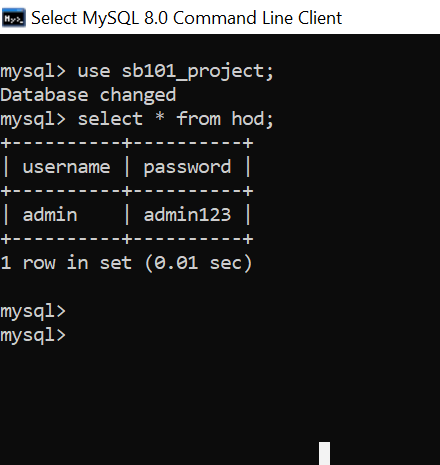 Select MySQL 8.0 Command Line Client
mysql> use sb101_project;
Database changed
mysql> select * from hod;
+----------+----------+
| username | password |
+----------+----------+
| admin    | admin123 |
+----------+----------+
1 row in set (0.01 sec)
mysql>
mysql>